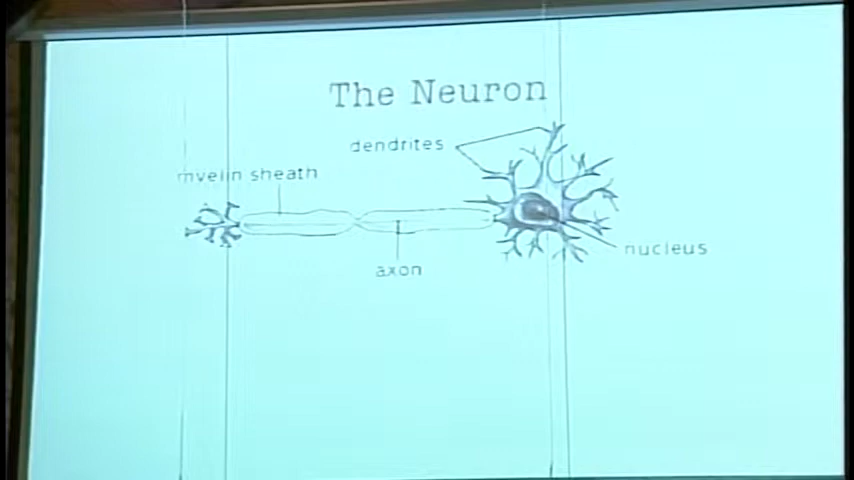 The Neuron
dendrites
myelin sheath
nucleus
axon